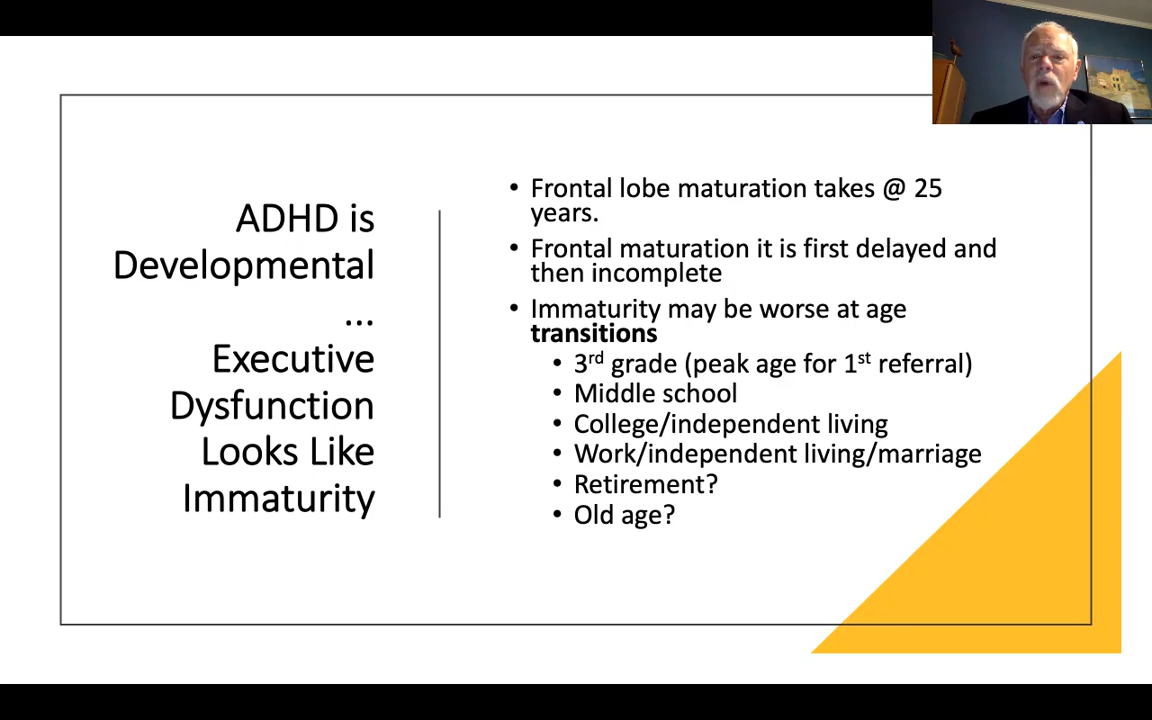 ADHD is
Developmental
...
Executive
Dysfunction
Looks Like
Immaturity
• Frontal lobe maturation takes @ 25
years.
• Frontal maturation it is first delayed and
then incomplete
• Immaturity may be worse at age
transitions
• 3rd grade (peak age for 1st referral)
• Middle school
• College/independent living
• Work/independent living/marriage
• Retirement?
• Old age?